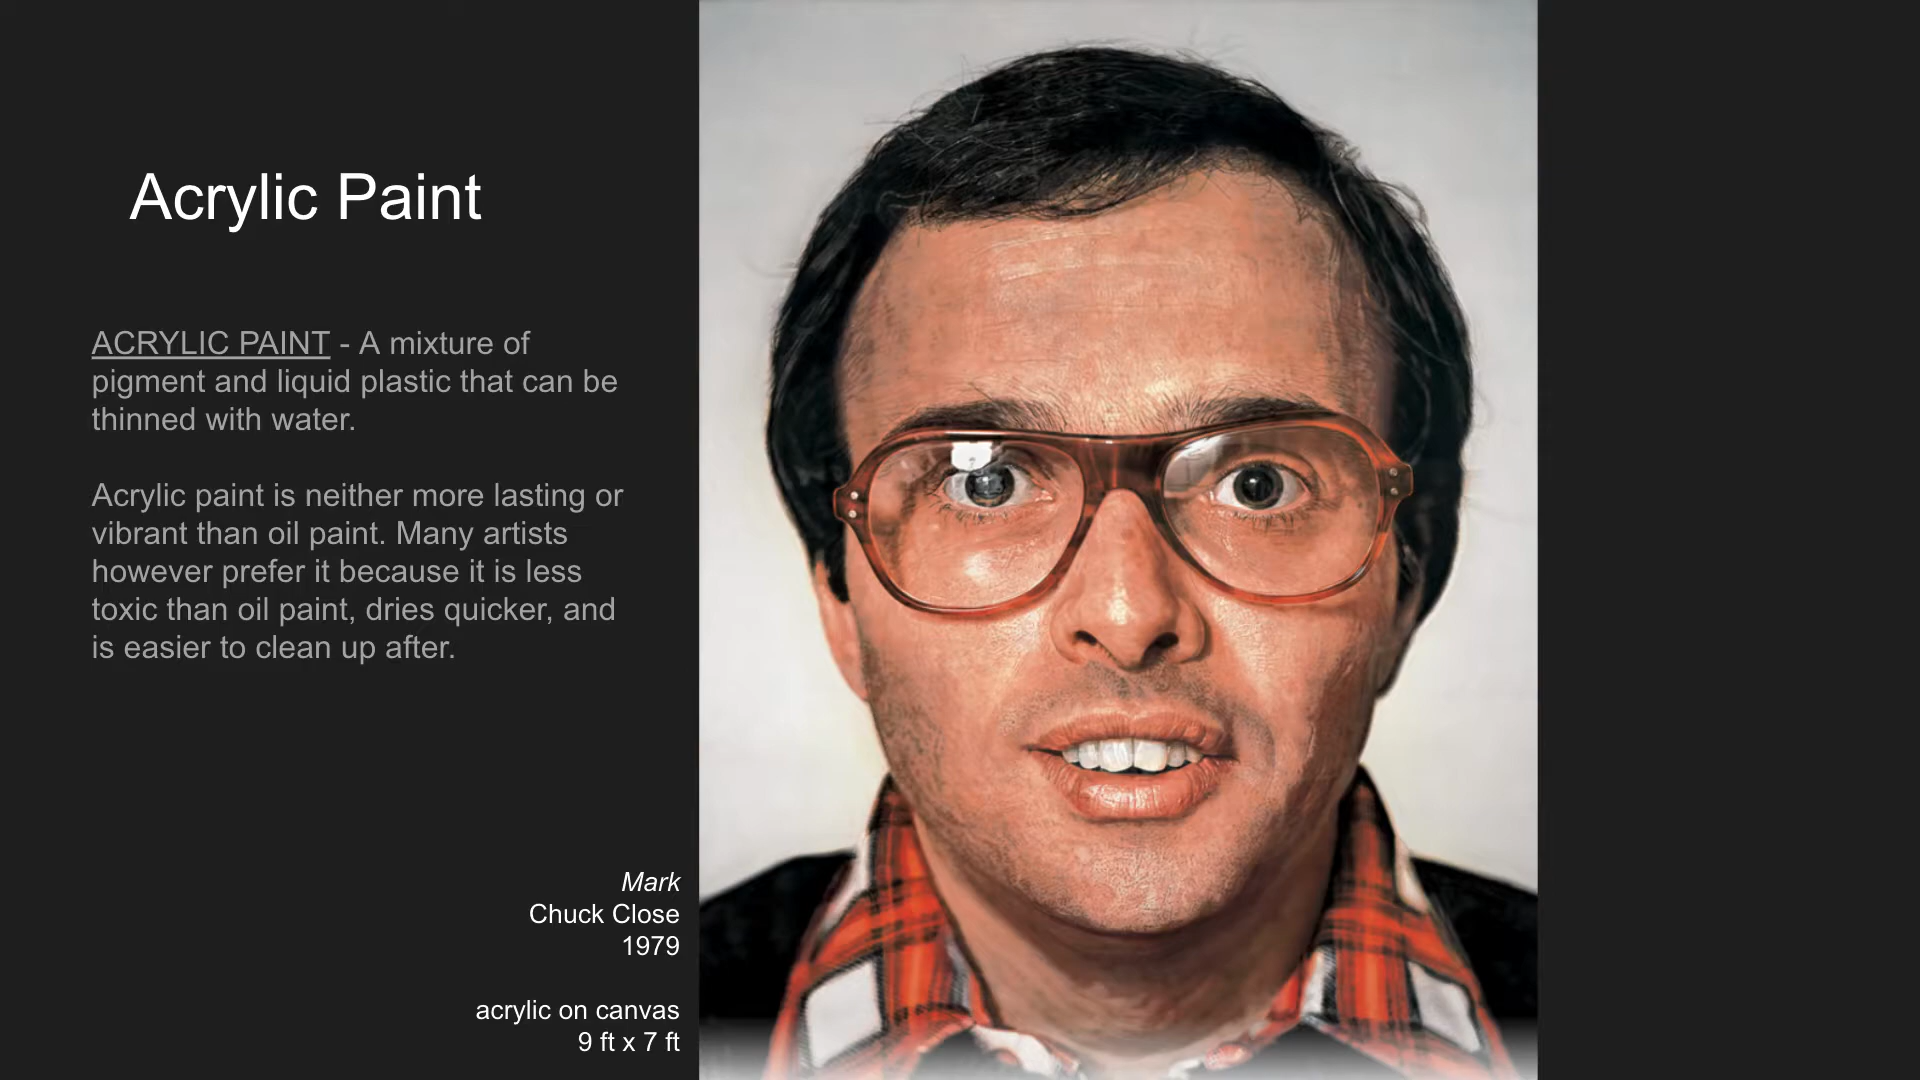 Acrylic Paint
ACRYLIC PAINT - A mixture of
pigment and liquid plastic that can be
thinned with water.
Acrylic paint is neither more lasting or
vibrant than oil paint. Many artists
however prefer it because it is less
toxic than oil paint, dries quicker, and
is easier to clean up after.
Mark
Chuck Close
1979
acrylic on canvas
9 ft x 7 ft